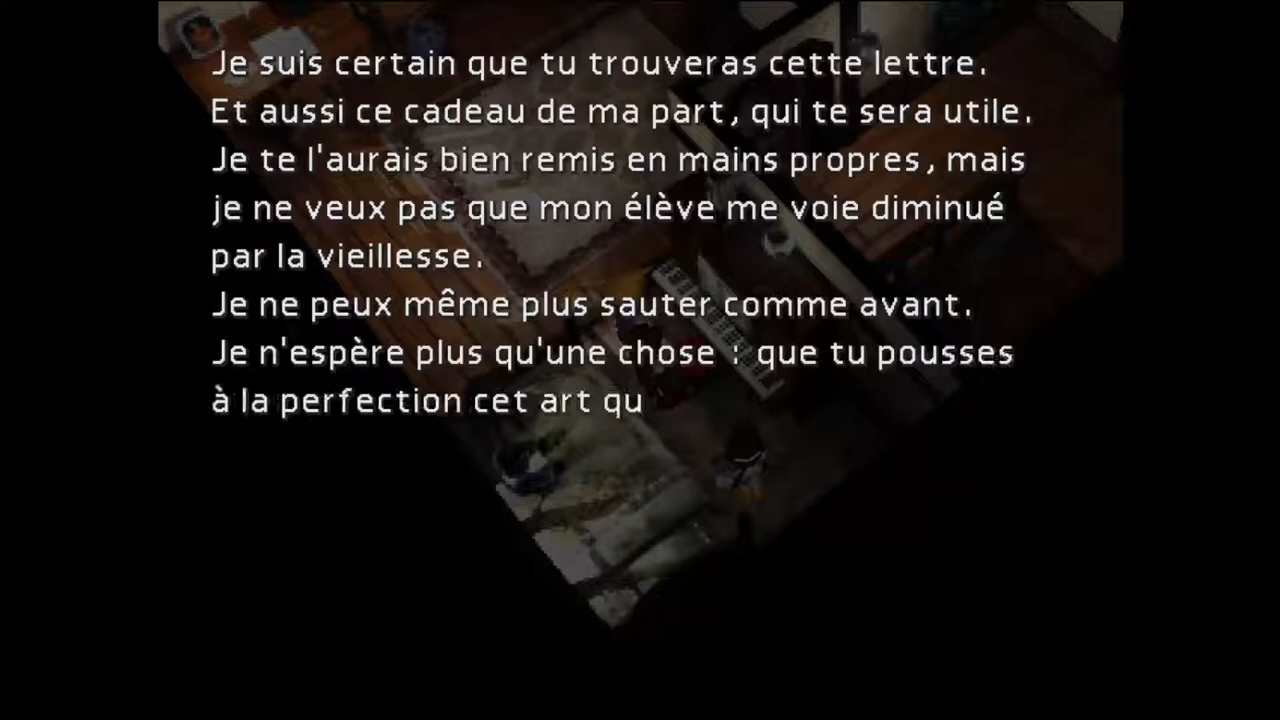 Je suis certain que tu trouveras cette lettre.
Et aussi ce cadeau de ma part, qui te sera utile.
Je te l'aurais bien remis en mains propres, mais
je ne veux pas que mon élève me voie diminué
par la vieillesse.
Je ne peux même plus sauter comme avant.
Je n'espère plus qu'une chose : que tu pousses
à la perfection cet art qu